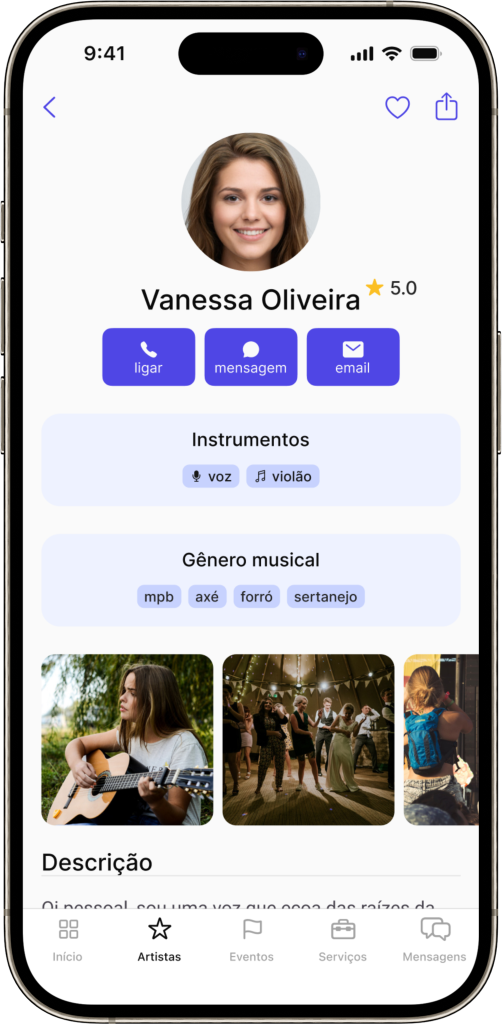 9:41
Vanessa Oliveira
5.0
ligar
mensagem
email
Instrumentos
voz
violão
Gênero musical
mpb
axé
forró
sertanejo
Descrição
Oi pessoal, sou uma voz que ecoa das raízes da
Início
Artistas
Eventos
Serviços
Mensagens